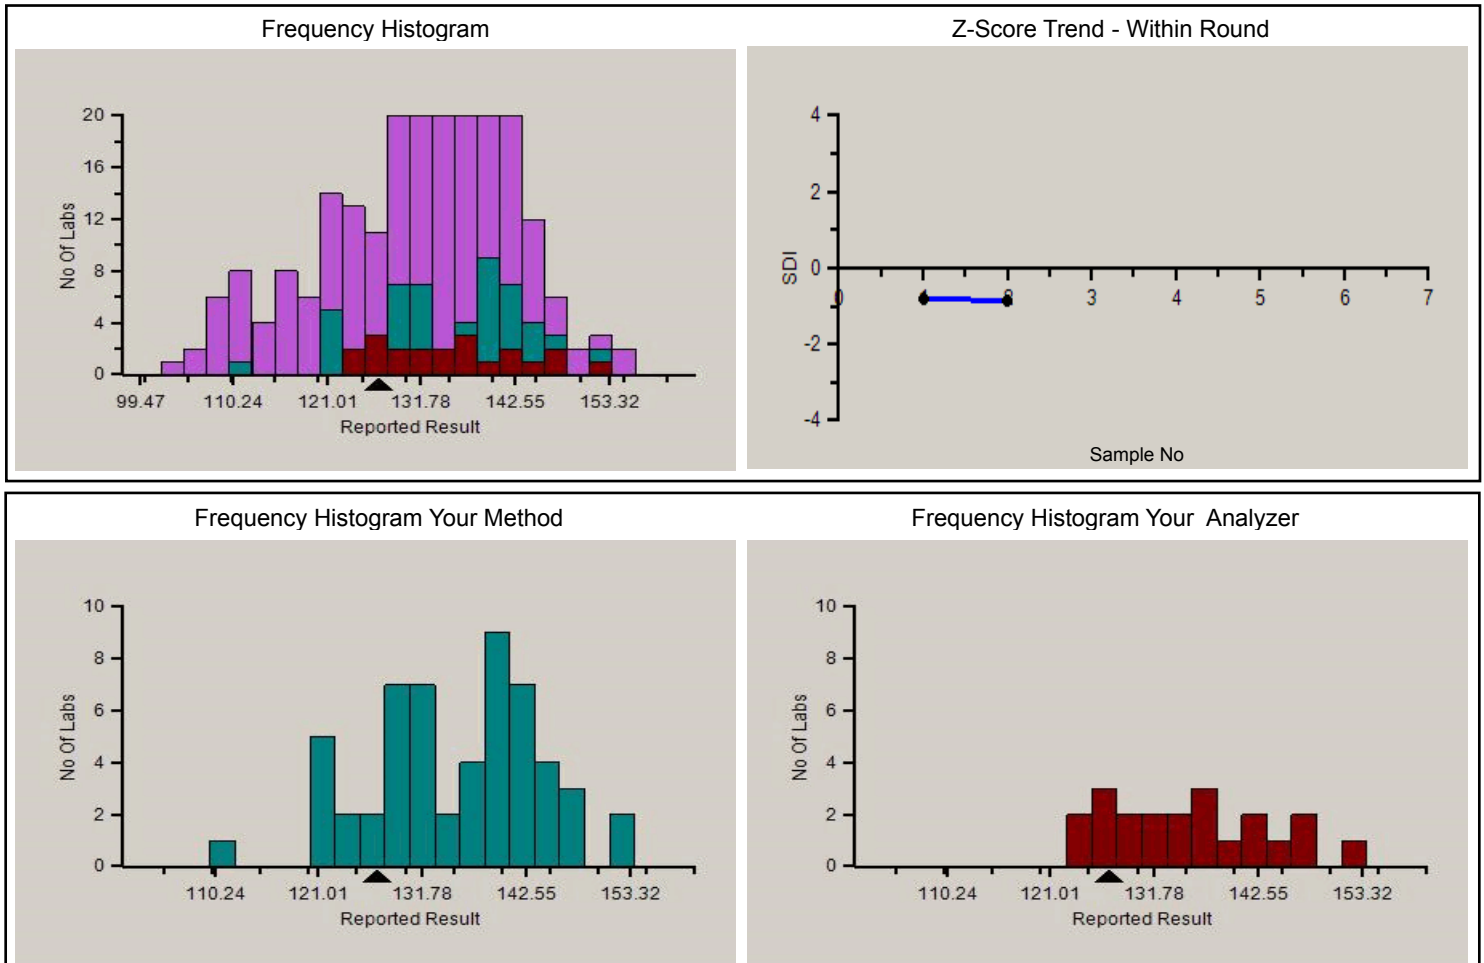 Frequency Histogram
20
16
12
8
4
0
No Of Labs
99.47 110.24 121.01 131.78 142.55 153.32
Reported Result
Z-Score Trend - Within Round
4
2
0
-2
-4
SDI
0 1 2 3 4 5 6 7
Sample No
Frequency Histogram Your Method
10
8
6
4
2
0
No Of Labs
110.24 121.01 131.78 142.55 153.32
Reported Result
Frequency Histogram Your Analyzer
10
8
6
4
2
0
No Of Labs
110.24 121.01 131.78 142.55 153.32
Reported Result